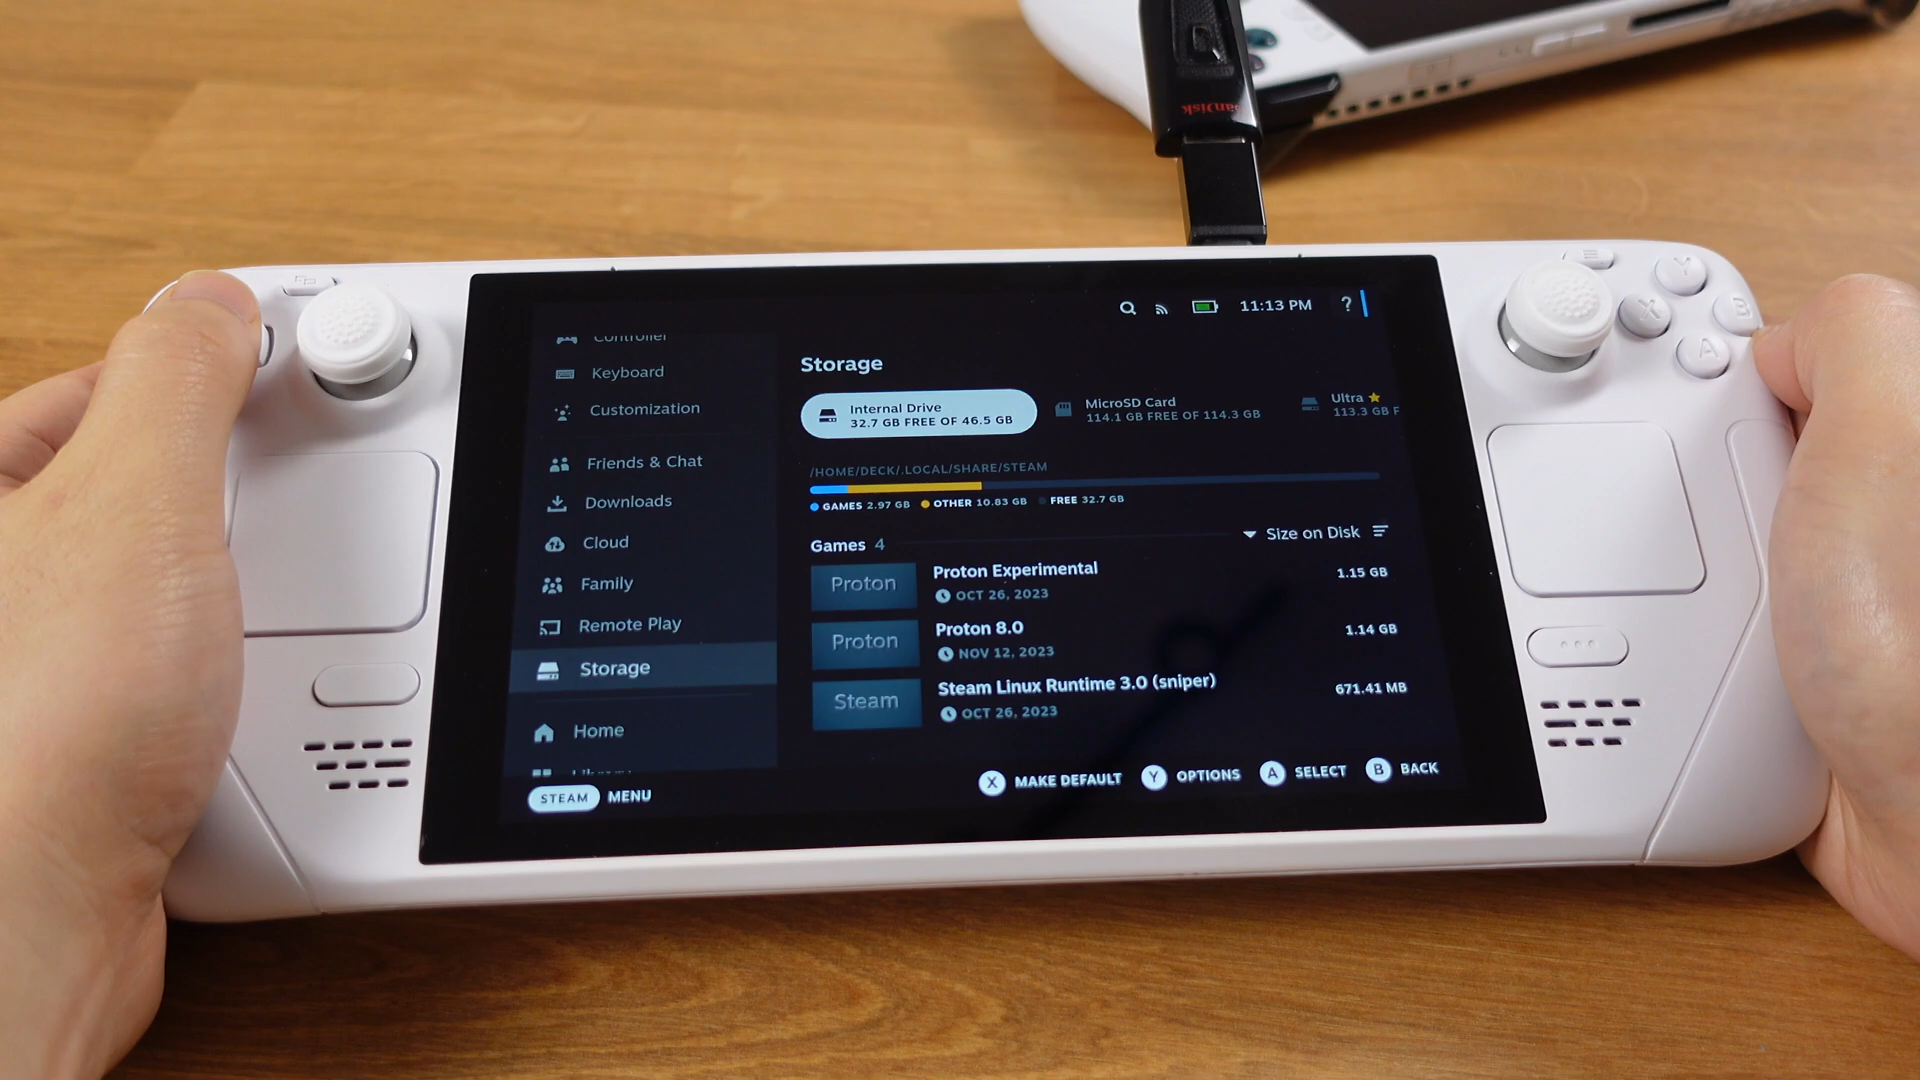 SanDisk
11:13 PM ?
Controller
Keyboard
Customization
Friends & Chat
Downloads
Cloud
Family
Remote Play
Storage
Home
STEAM MENU
Storage
Internal Drive
32.7 GB FREE OF 46.5 GB
MicroSD Card
114.1 GB FREE OF 114.3 GB
Ultra
113.3 GB F
/HOME/DECK/.LOCAL/SHARE/STEAM
GAMES 2.97 GB OTHER 10.83 GB FREE 32.7 GB
Games 4
Size on Disk
Proton
Proton Experimental
OCT 26, 2023
1.15 GB
Proton
Proton 8.0
NOV 12, 2023
1.14 GB
Steam
Steam Linux Runtime 3.0 (sniper)
OCT 26, 2023
671.41 MB
X MAKE DEFAULT Y OPTIONS A SELECT B BACK
Y
X
B
A